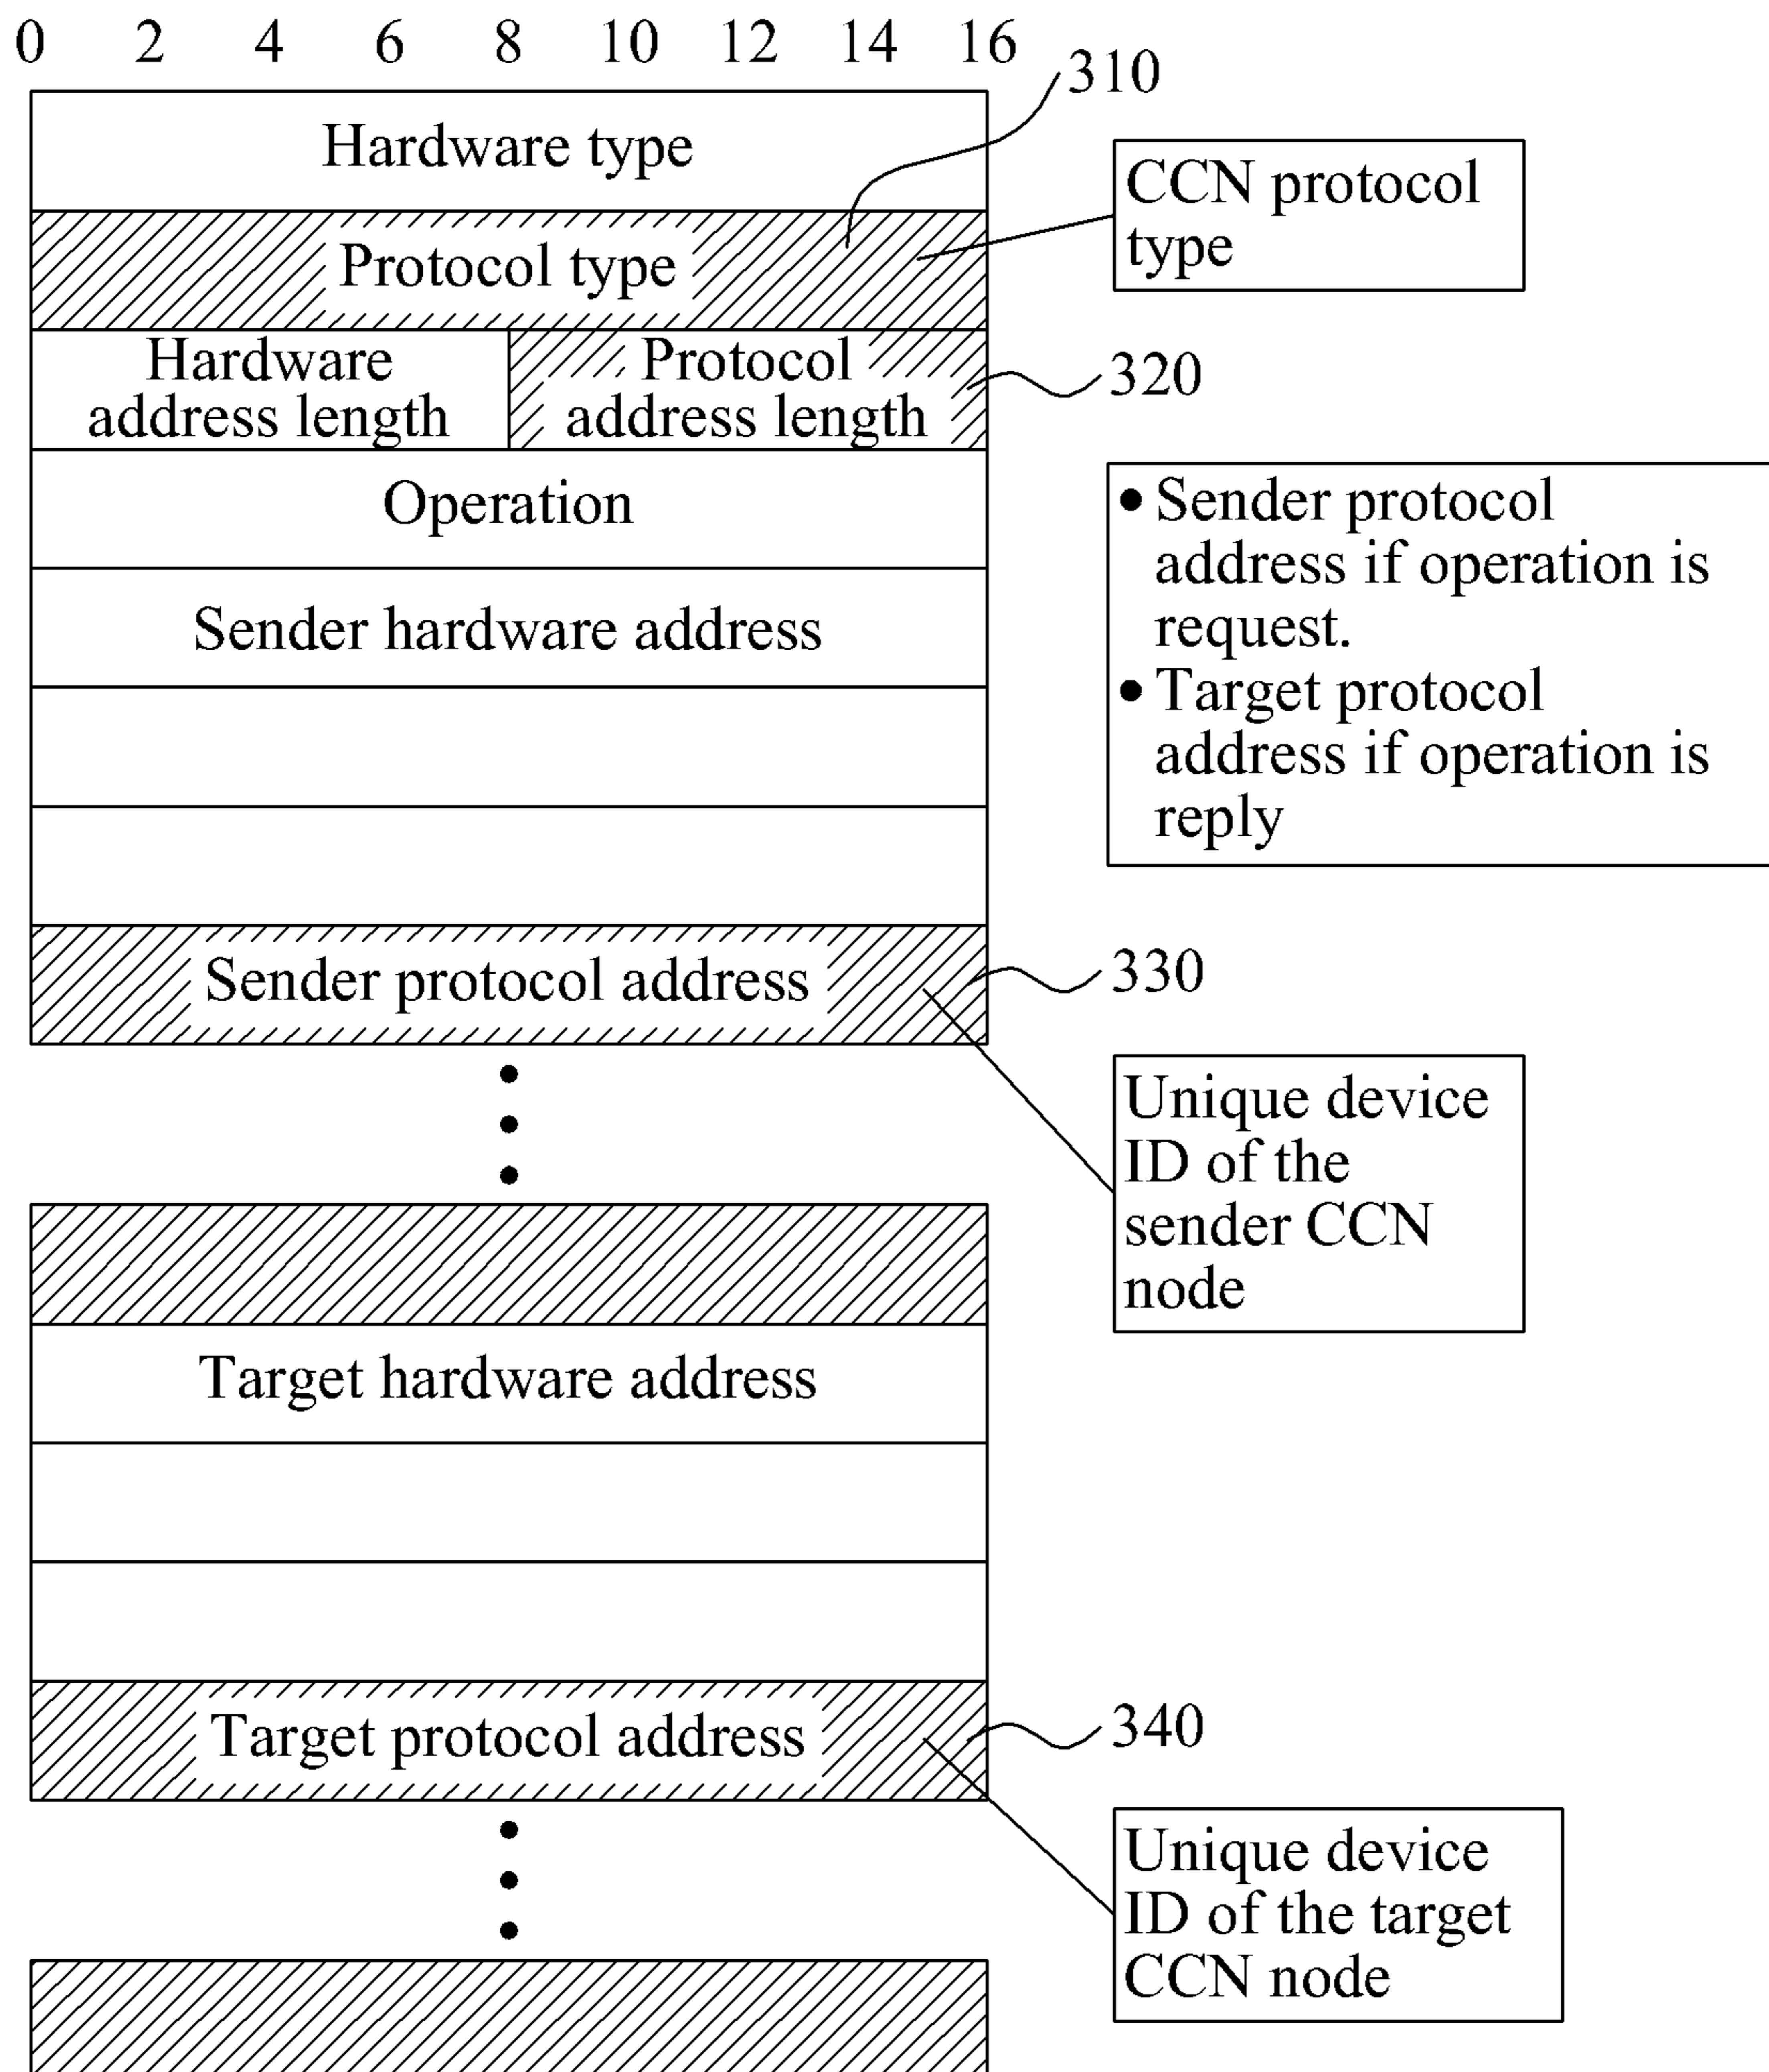 0 2 4 6 8 10 12 14 16
310
Hardware type
CCN protocol
type
Protocol type
Hardware
address length
Protocol
address length
320
Operation
• Sender protocol
address if operation is
request.
• Target protocol
address if operation is
reply
Sender hardware address
Sender protocol address
330
Unique device
ID of the
sender CCN
node
Target hardware address
Target protocol address
340
Unique device
ID of the target
CCN node